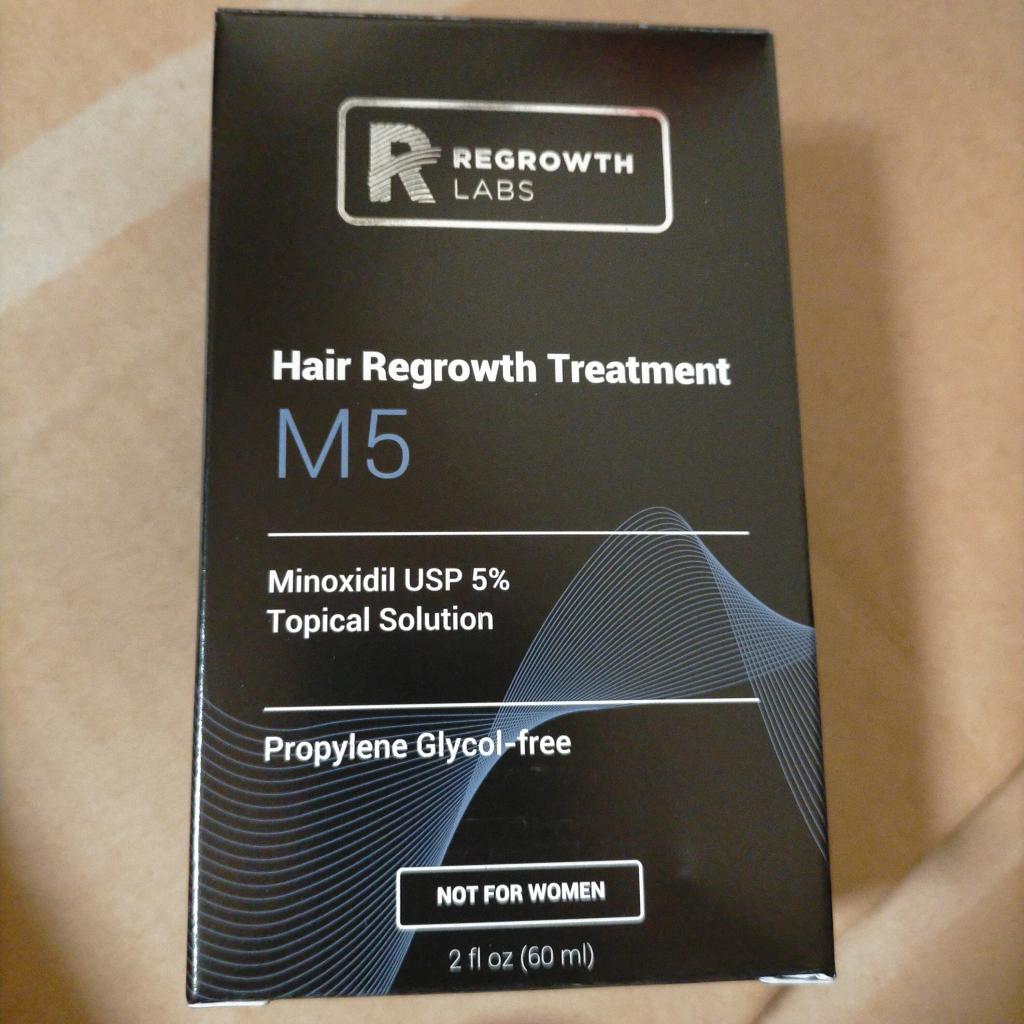 R REGROWTH
LABS
Hair Regrowth Treatment
M5
Minoxidil USP 5%
Topical Solution
Propylene Glycol-free
NOT FOR WOMEN
2 fl oz (60 ml)